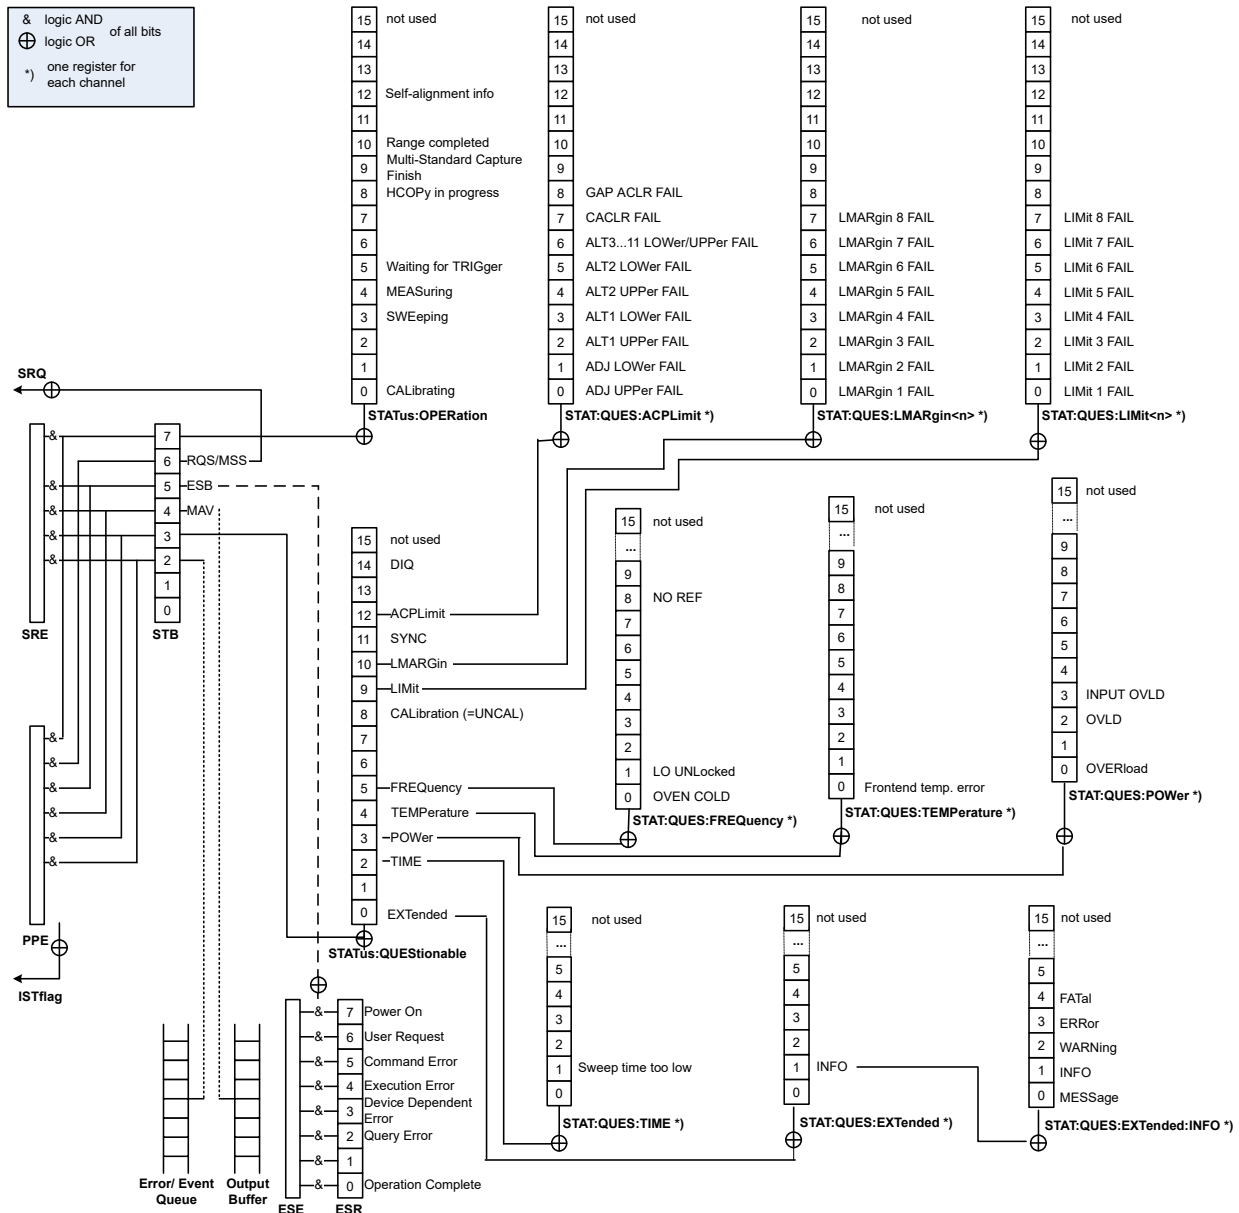 & logic AND
logic OR
of all bits
*) one register for
each channel
15 not used
14
13
12 Self-alignment info
11
10 Range completed
9 Multi-Standard Capture
Finish
8 HCOPy in progress
7
6
5 Waiting for TRIGger
4 MEASuring
3 SWEeping
2
1
0 CALibrating
STATus:OPERation
15 not used
14
13
12
11
10
9
8 GAP ACLR FAIL
7 CACLR FAIL
6 ALT3...11 LOWer/UPPer FAIL
5 ALT2 LOWer FAIL
4 ALT2 UPPer FAIL
3 ALT1 LOWer FAIL
2 ALT1 UPPer FAIL
1 ADJ LOWer FAIL
0 ADJ UPPer FAIL
STAT:QUES:ACPLimit *)
15 not used
14
13
12
11
10
9
8
7 LMARgin 8 FAIL
6 LMARgin 7 FAIL
5 LMARgin 6 FAIL
4 LMARgin 5 FAIL
3 LMARgin 4 FAIL
2 LMARgin 3 FAIL
1 LMARgin 2 FAIL
0 LMARgin 1 FAIL
STAT:QUES:LMARgin<n> *)
15 not used
14
13
12
11
10
9
8
7 LIMit 8 FAIL
6 LIMit 7 FAIL
5 LIMit 6 FAIL
4 LIMit 5 FAIL
3 LIMit 4 FAIL
2 LIMit 3 FAIL
1 LIMit 2 FAIL
0 LIMit 1 FAIL
STAT:QUES:LIMit<n> *)
SRQ
&
&
&
&
&
SRE
7
6 RQS/MSS
5 ESB
4 MAV
3
2
1
0
STB
&
&
&
&
&
&
PPE
ISTflag
15 not used
14 DIQ
13
12 ACPLimit
11 SYNC
10 LMARGin
9 LIMit
8 CALibration (=UNCAL)
7
6
5 FREQuency
4 TEMPerature
3 POWer
2 TIME
1
0 EXTended
STATus:QUEStionable
15 not used
...
9
8 NO REF
7
6
5
4
3
2
1 LO UNLocked
0 OVEN COLD
STAT:QUES:FREQuency *)
15 not used
...
9
8
7
6
5
4
3
2
1
0 Frontend temp. error
STAT:QUES:TEMPerature *)
15 not used
...
9
8
7
6
5
4
3 INPUT OVLD
2 OVLD
1
0 OVERload
STAT:QUES:POWer *)
Error/ Event
Queue
Output
Buffer
ESE
& 7 Power On
& 6 User Request
& 5 Command Error
& 4 Execution Error
& 3 Device Dependent
Error
& 2 Query Error
& 1
& 0 Operation Complete
ESR
15 not used
...
5
4
3
2
1 Sweep time too low
0
STAT:QUES:TIME *)
15 not used
...
5
4
3
2
1 INFO
0
STAT:QUES:EXTended *)
15 not used
...
5
4 FATal
3 ERRor
2 WARNing
1 INFO
0 MESSage
STAT:QUES:EXTended:INFO *)